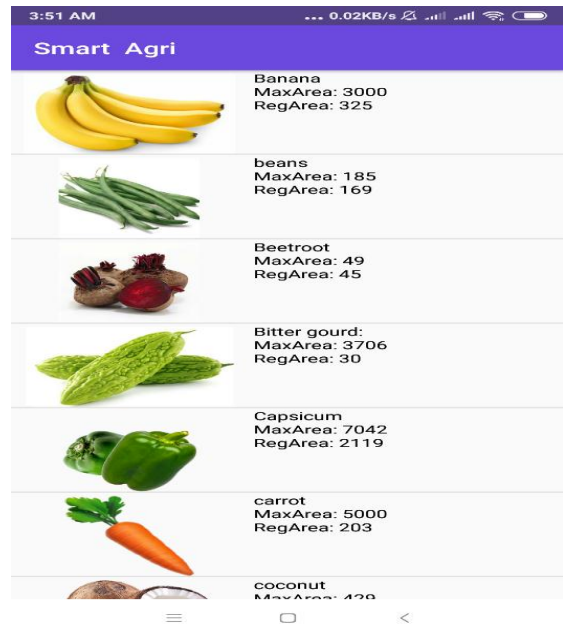 3:51 AM ... 0.02KB/s
Smart Agri
Banana
MaxArea: 3000
RegArea: 325
beans
MaxArea: 185
RegArea: 169
Beetroot
MaxArea: 49
RegArea: 45
Bitter gourd:
MaxArea: 3706
RegArea: 30
Capsicum
MaxArea: 7042
RegArea: 2119
carrot
MaxArea: 5000
RegArea: 203
coconut
MaxArea: 429